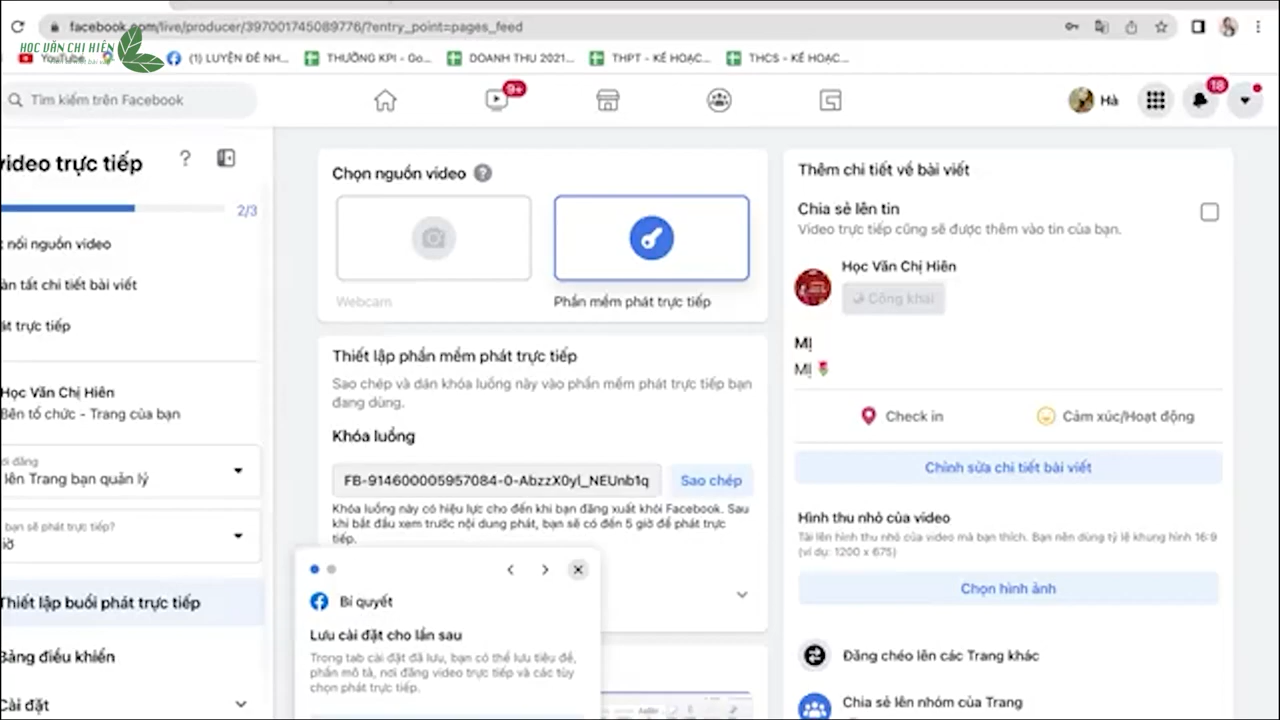 facebook.com/live/producer/397001745089776/?entry_point=pages_feed
HỌC VĂN CHỊ HIÊN
YouTube
(1) LUYỆN ĐỀ NH...
THƯỞNG KPI - Go...
DOANH THU 2021...
THPT - KẾ HOẠC...
THCS - KẾ HOẠC...
Tìm kiếm trên Facebook
9+
Hà
18
video trực tiếp
?
2/3
nối nguồn video
àn tất chi tiết bài viết
át trực tiếp
Học Văn Chị Hiên
Bên tổ chức - Trang của bạn
ơi đăng
lên Trang bạn quản lý
bạn sẽ phát trực tiếp?
iờ
Thiết lập buổi phát trực tiếp
Bảng điều khiển
Cài đặt
Chọn nguồn video ?
Webcam
Phần mềm phát trực tiếp
Thiết lập phần mềm phát trực tiếp
Sao chép và dán khóa luồng này vào phần mềm phát trực tiếp bạn
đang dùng.
Khóa luồng
FB-914600005957084-0-AbzzX0yl_NEUnb1q
Sao chép
Khóa luồng này có hiệu lực cho đến khi bạn đăng xuất khỏi Facebook. Sau
khi bắt đầu xem trước nội dung phát, bạn sẽ có đến 5 giờ để phát trực
tiếp.
Bí quyết
Lưu cài đặt cho lần sau
Trong tab cài đặt đã lưu, bạn có thể lưu tiêu đề,
phần mô tả, nơi đăng video trực tiếp và các tùy
chọn phát trực tiếp.
Thêm chi tiết về bài viết
Chia sẻ lên tin
Video trực tiếp cũng sẽ được thêm vào tin của bạn.
Học Văn Chị Hiên
Công khai
Mị
Mị 🌹
Check in
Cảm xúc/Hoạt động
Chỉnh sửa chi tiết bài viết
Hình thu nhỏ của video
Tải lên hình thu nhỏ của video mà bạn thích. Bạn nên dùng tỷ lệ khung hình 16:9
(ví dụ: 1200 x 675)
Chọn hình ảnh
Đăng chéo lên các Trang khác
Chia sẻ lên nhóm của Trang